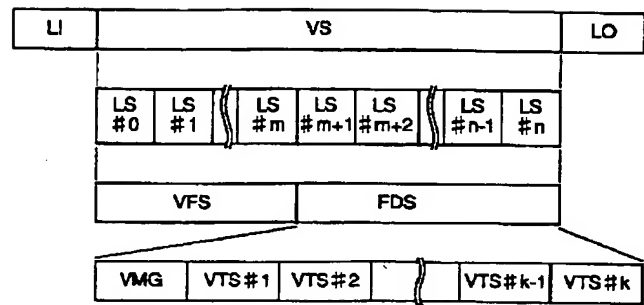 LI VS LO
LS #0 LS #1 LS #m LS #m+1 LS #m+2 LS #n-1 LS #n
VFS FDS
VMG VTS#1 VTS#2 VTS#k-1 VTS#k